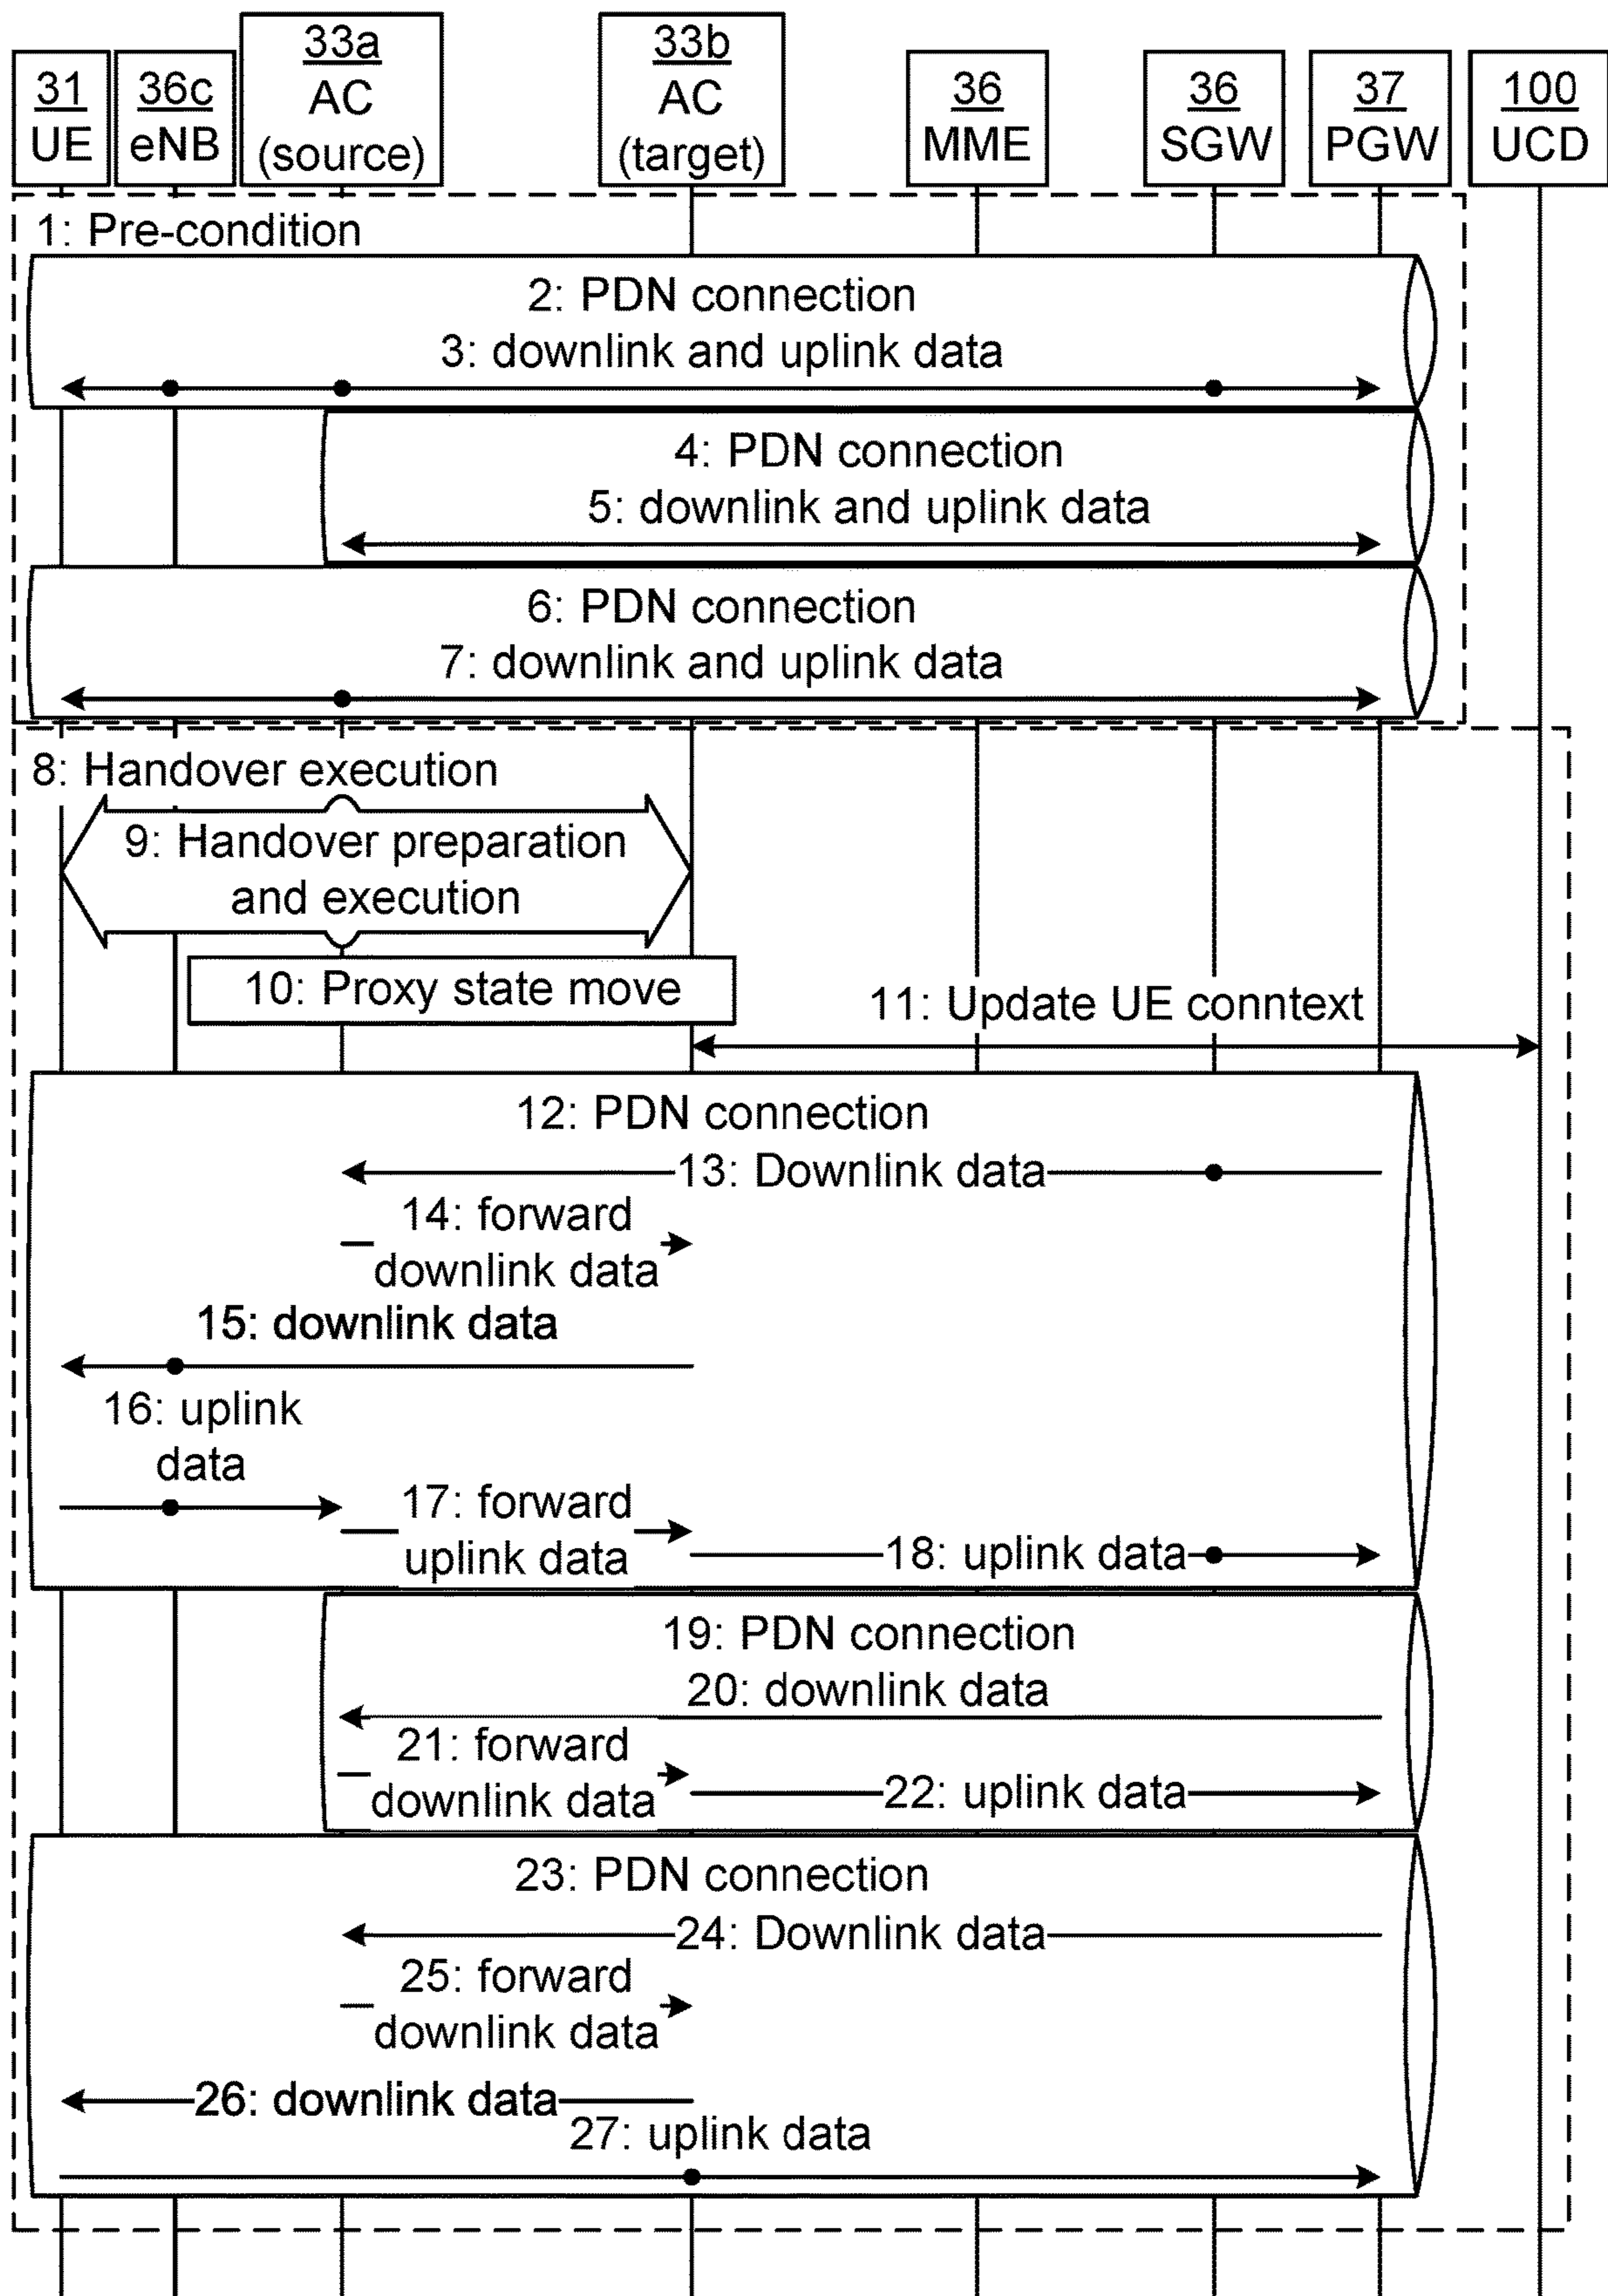 31
UE
36c
eNB
33a
AC
(source)
33b
AC
(target)
36
MME
36
SGW
37
PGW
100
UCD
1: Pre-condition
2: PDN connection
3: downlink and uplink data
4: PDN connection
5: downlink and uplink data
6: PDN connection
7: downlink and uplink data
8: Handover execution
9: Handover preparation
and execution
10: Proxy state move
11: Update UE conntext
12: PDN connection
13: Downlink data
14: forward
downlink data
15: downlink data
16: uplink
data
17: forward
uplink data
18: uplink data
19: PDN connection
20: downlink data
21: forward
downlink data
22: uplink data
23: PDN connection
24: Downlink data
25: forward
downlink data
26: downlink data
27: uplink data